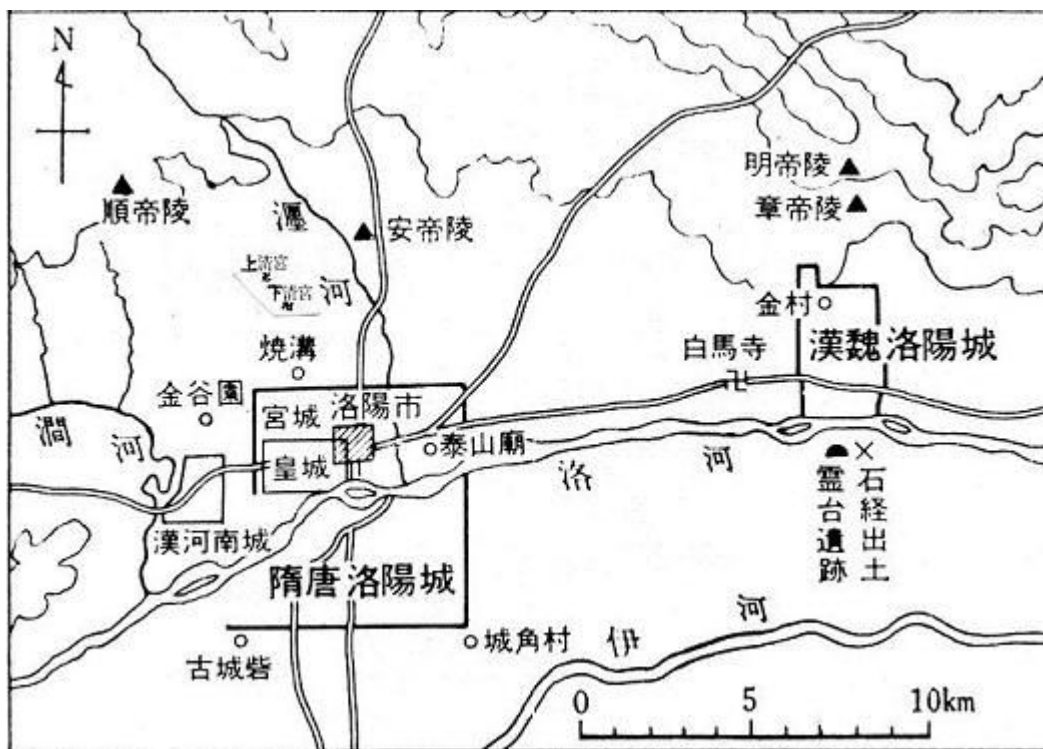 N
明帝陵
章帝陵
順帝陵
瀍河
安帝陵
上清宮
下清宮
金村
漢魏洛陽城
白馬寺
卍
焼溝
金谷園
宮城
洛陽市
澗河
皇城
泰山廟
洛河
漢河南城
霊台遺跡
石経出土
隋唐洛陽城
伊河
城角村
古城砦
0 5 10km